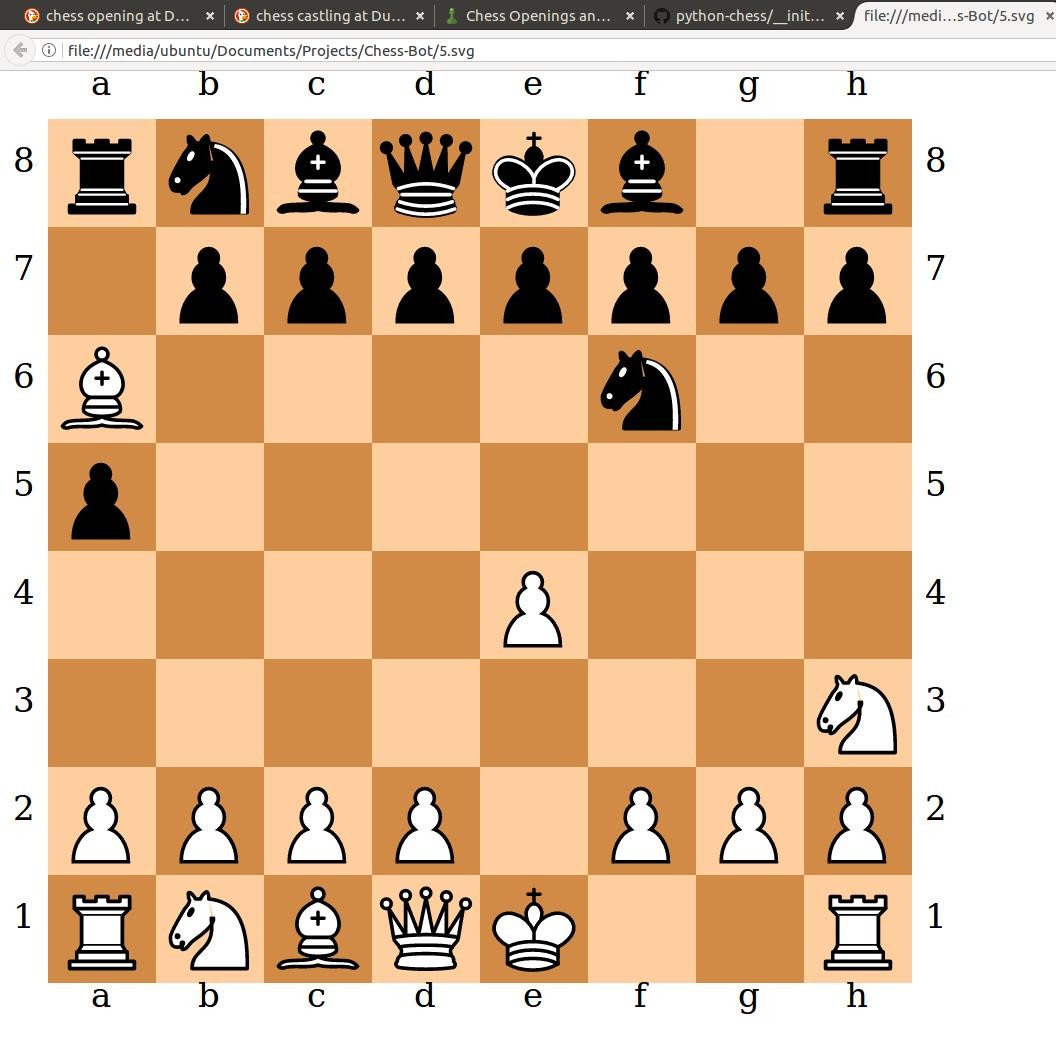 chess opening at D... × chess castling at Du... × Chess Openings an... × python-chess/__init... × file:///medi...s-Bot/5.svg ×
file:///media/ubuntu/Documents/Projects/Chess-Bot/5.svg
a b c d e f g h
8 8
7 7
6 6
5 5
4 4
3 3
2 2
1 1
a b c d e f g h